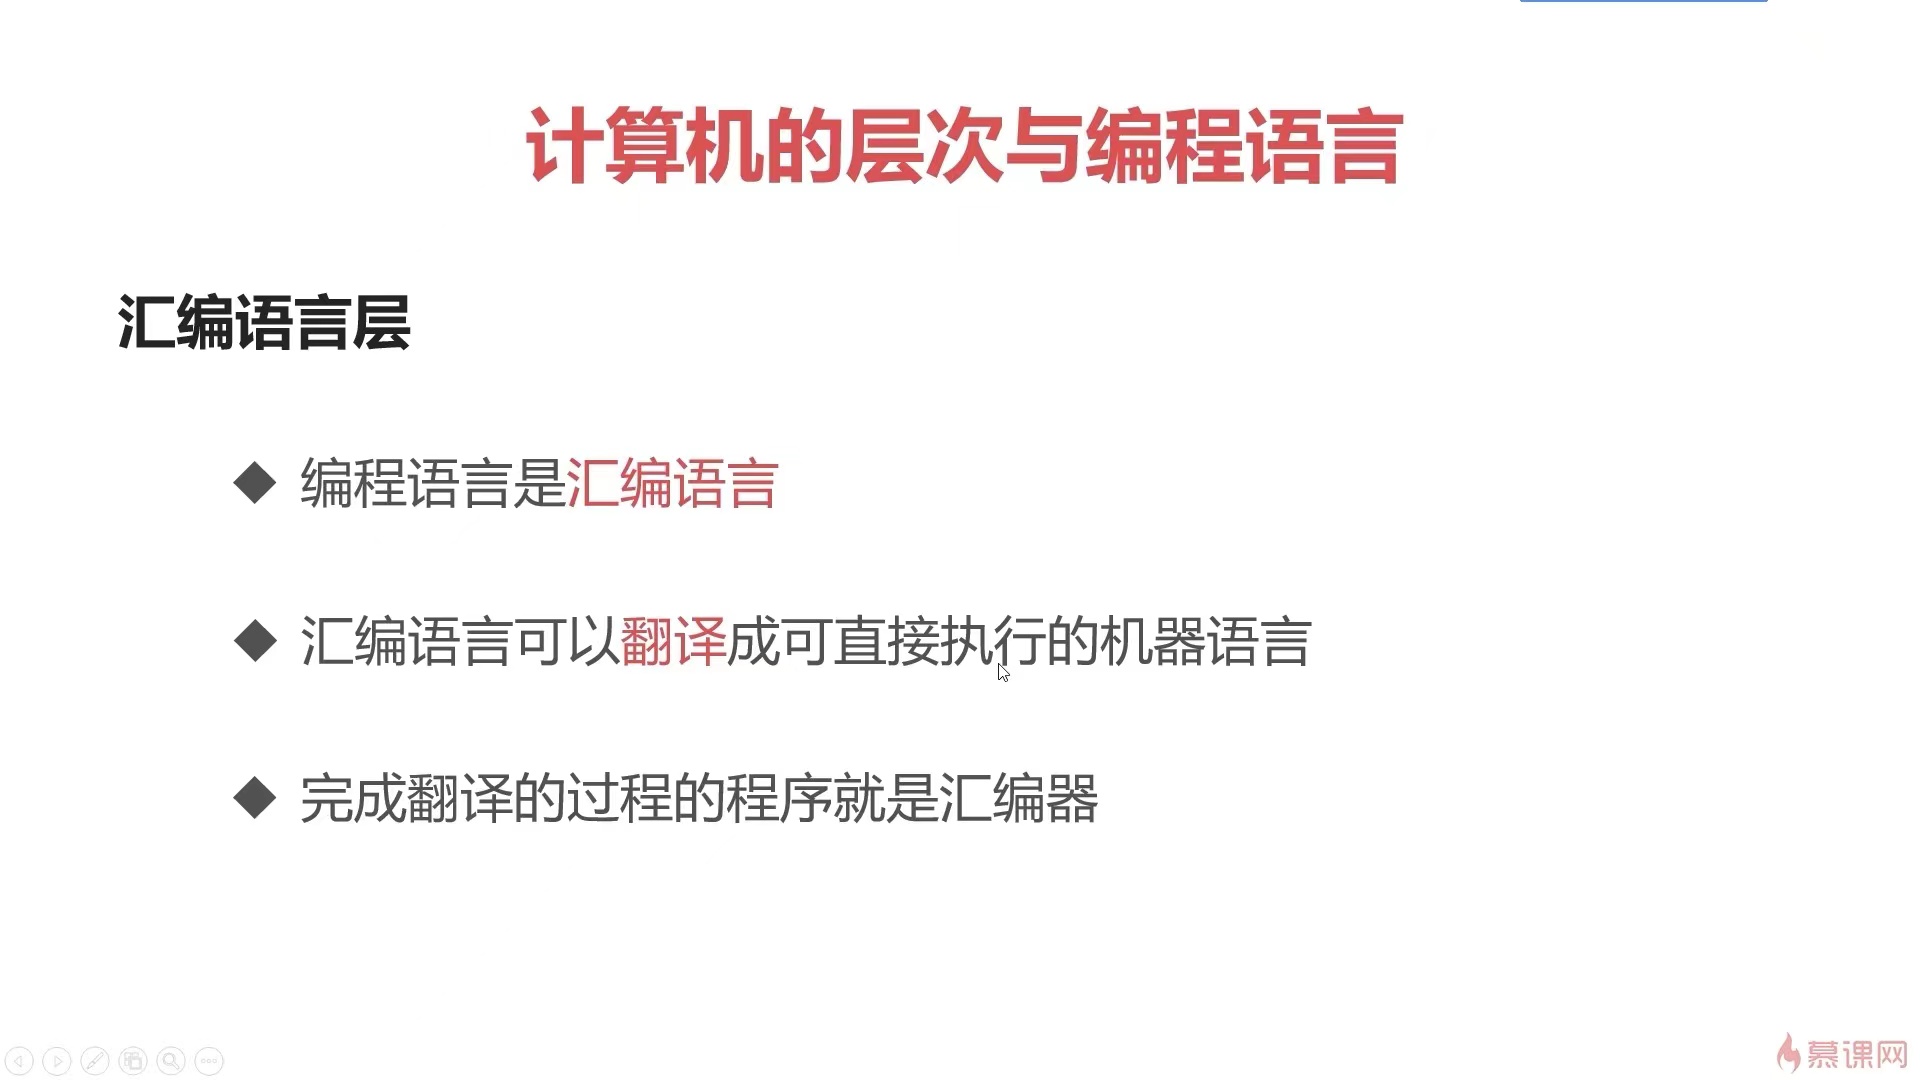 计算机的层次与编程语言
汇编语言层
编程语言是汇编语言
汇编语言可以翻译成可直接执行的机器语言
完成翻译的过程的程序就是汇编器
慕课网